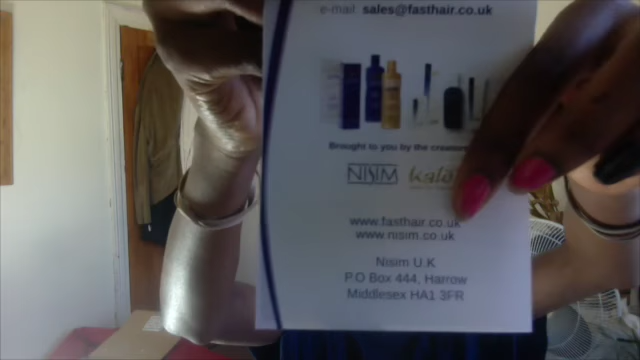 e-mail: sales@fasthair.co.uk
Brought to you by the creators
NISIM
www.fasthair.co.uk
www.nisim.co.uk
Nisim U.K
P.O Box 444, Harrow
Middlesex HA1 3FR